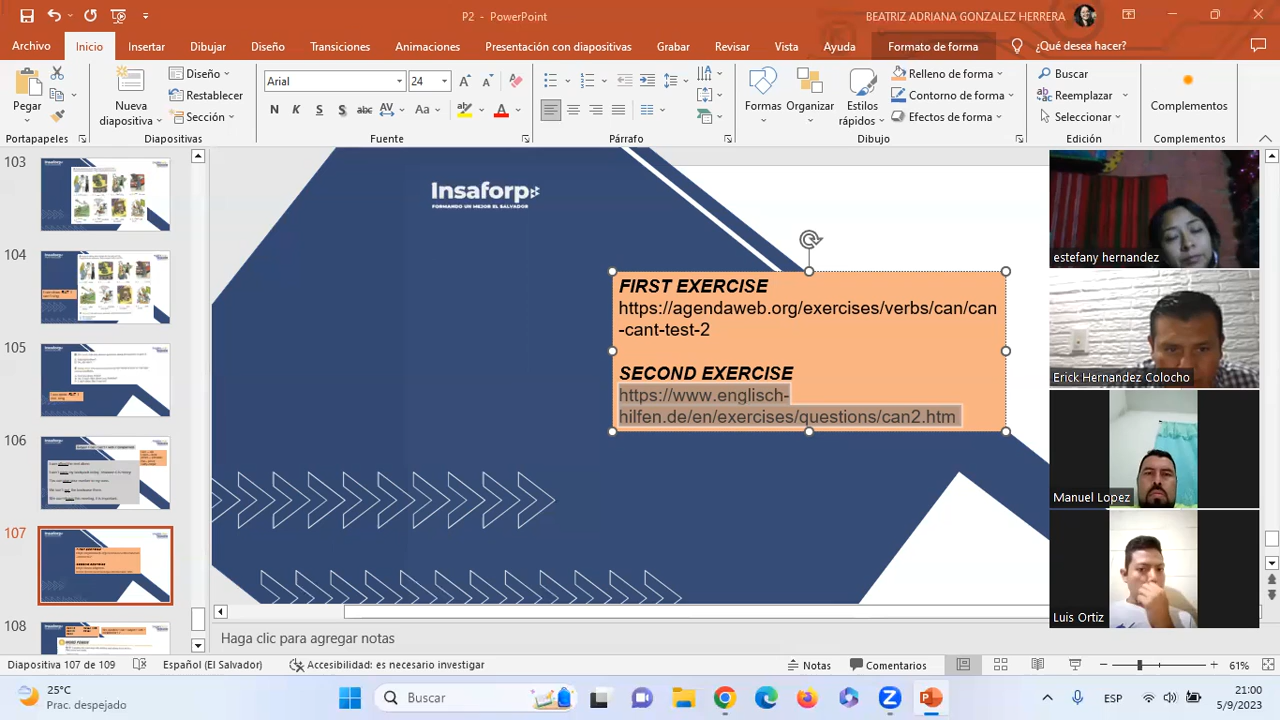 P2 - PowerPoint
BEATRIZ ADRIANA GONZALEZ HERRERA
Archivo Inicio Insertar Dibujar Diseño Transiciones Animaciones Presentación con diapositivas Grabar Revisar Vista Ayuda Formato de forma ¿Qué desea hacer?
Pegar
Portapapeles
Nueva
diapositiva
Diseño
Restablecer
Sección
Diapositivas
Arial 24
N K S S abc AV Aa A
Fuente
Párrafo
Formas Organizar Estilos
rápidos
Relleno de forma
Contorno de forma
Efectos de forma
Dibujo
Buscar
Reemplazar
Seleccionar
Edición
Complementos
Complementos
103
104
105
106
107
108
Insaforp
FORMANDO UN MEJOR EL SALVADOR
FIRST EXERCISE
https://agendaweb.org/exercises/verbs/can/can
-cant-test-2
SECOND EXERCISE
https://www.englisch-
hilfen.de/en/exercises/questions/can2.htm
estefany hernandez
Erick Hernandez Colocho
Manuel Lopez
Luis Ortiz
Haga clic para agregar notas
Diapositiva 107 de 109 Español (El Salvador) Accesibilidad: es necesario investigar Notas Comentarios 61%
25°C
Prac. despejado
Buscar
ESP
21:00
5/9/2023